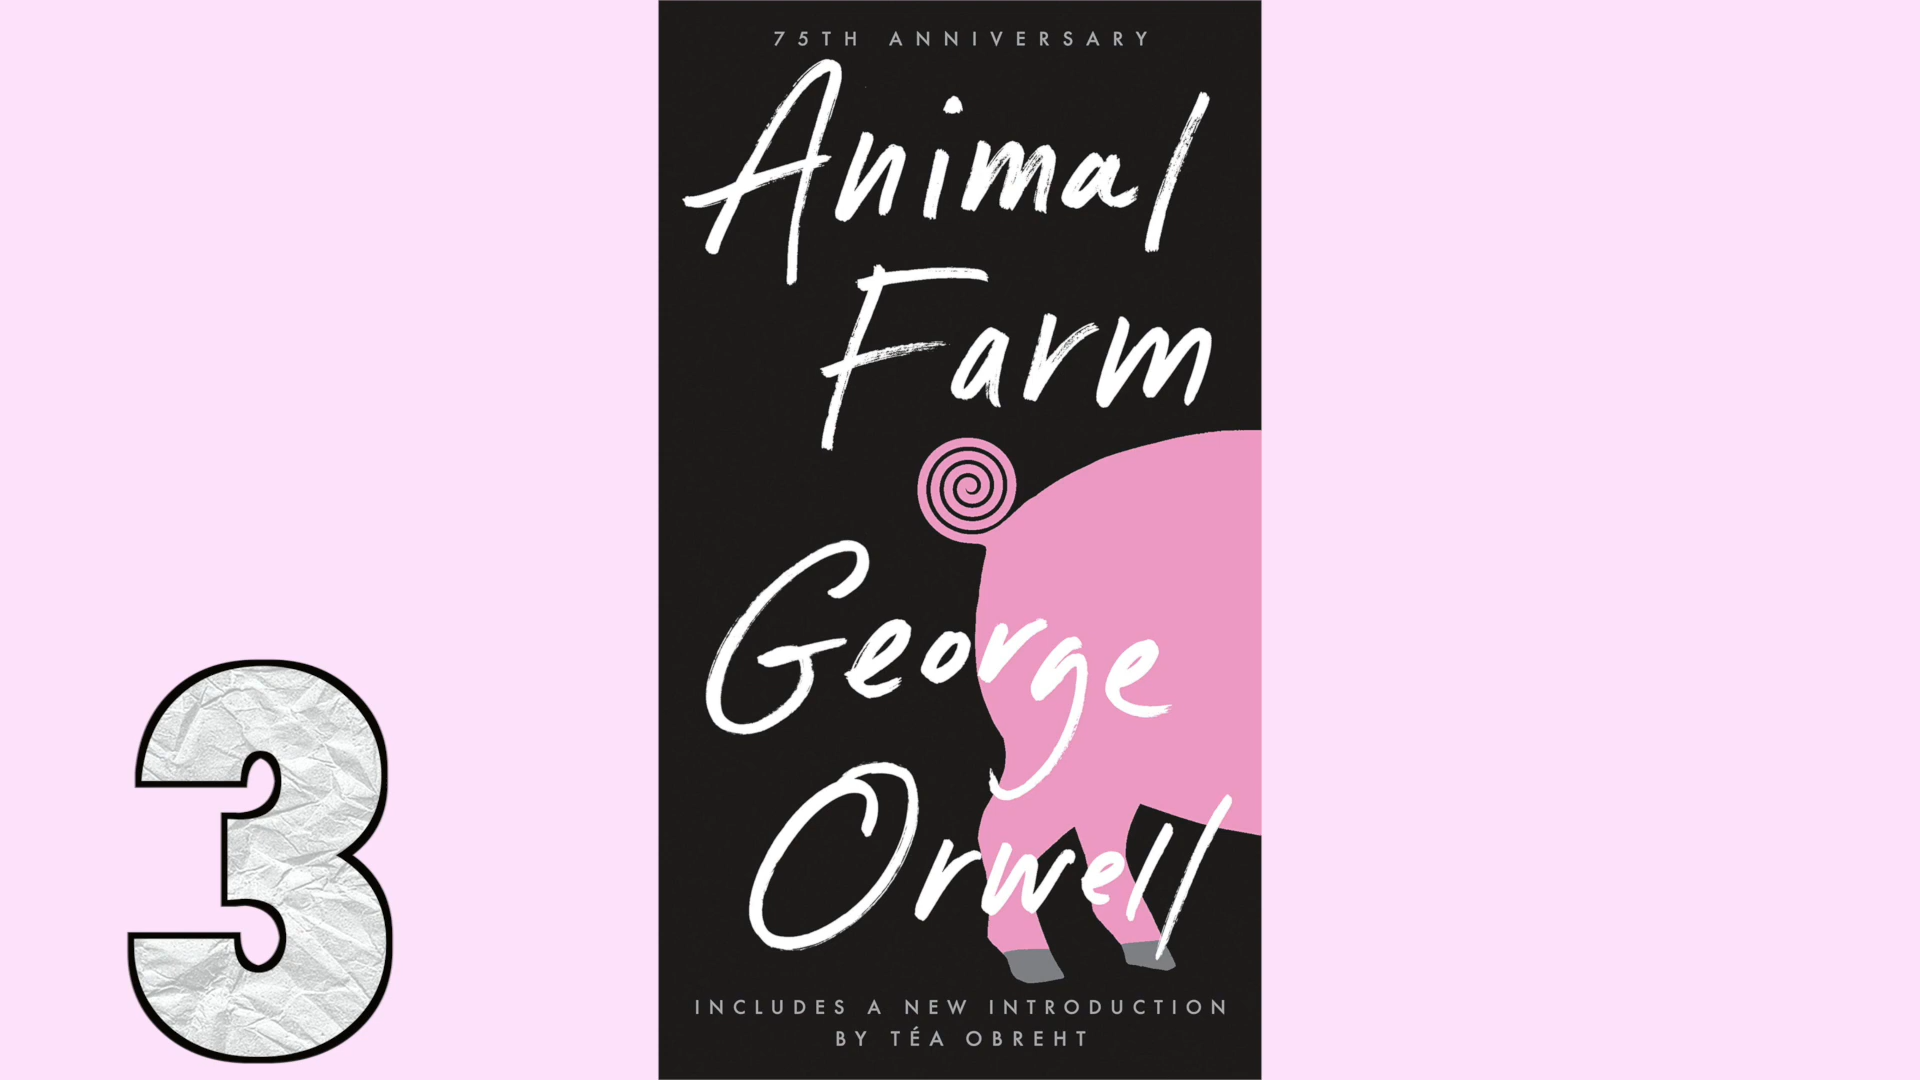 75TH ANNIVERSARY
Animal
Farm
George
Orwell
3
INCLUDES A NEW INTRODUCTION
BY TÉA OBREHT